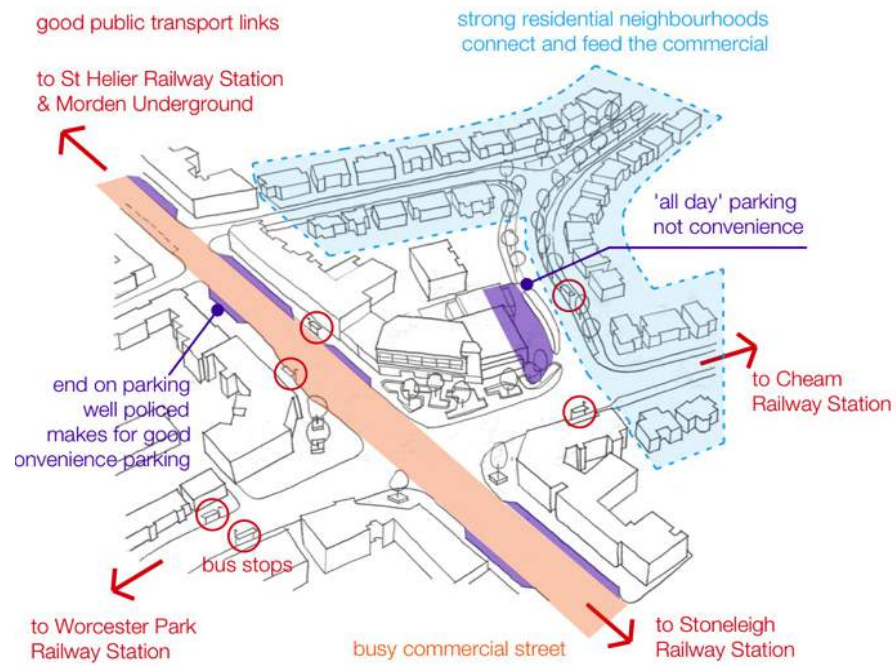 good public transport links
strong residential neighbourhoods
connect and feed the commercial
to St Helier Railway Station
& Morden Underground
'all day' parking
not convenience
end on parking
well policed
makes for good
onvenience parking
to Cheam
Railway Station
bus stops
to Worcester Park
Railway Station
busy commercial street
to Stoneleigh
Railway Station